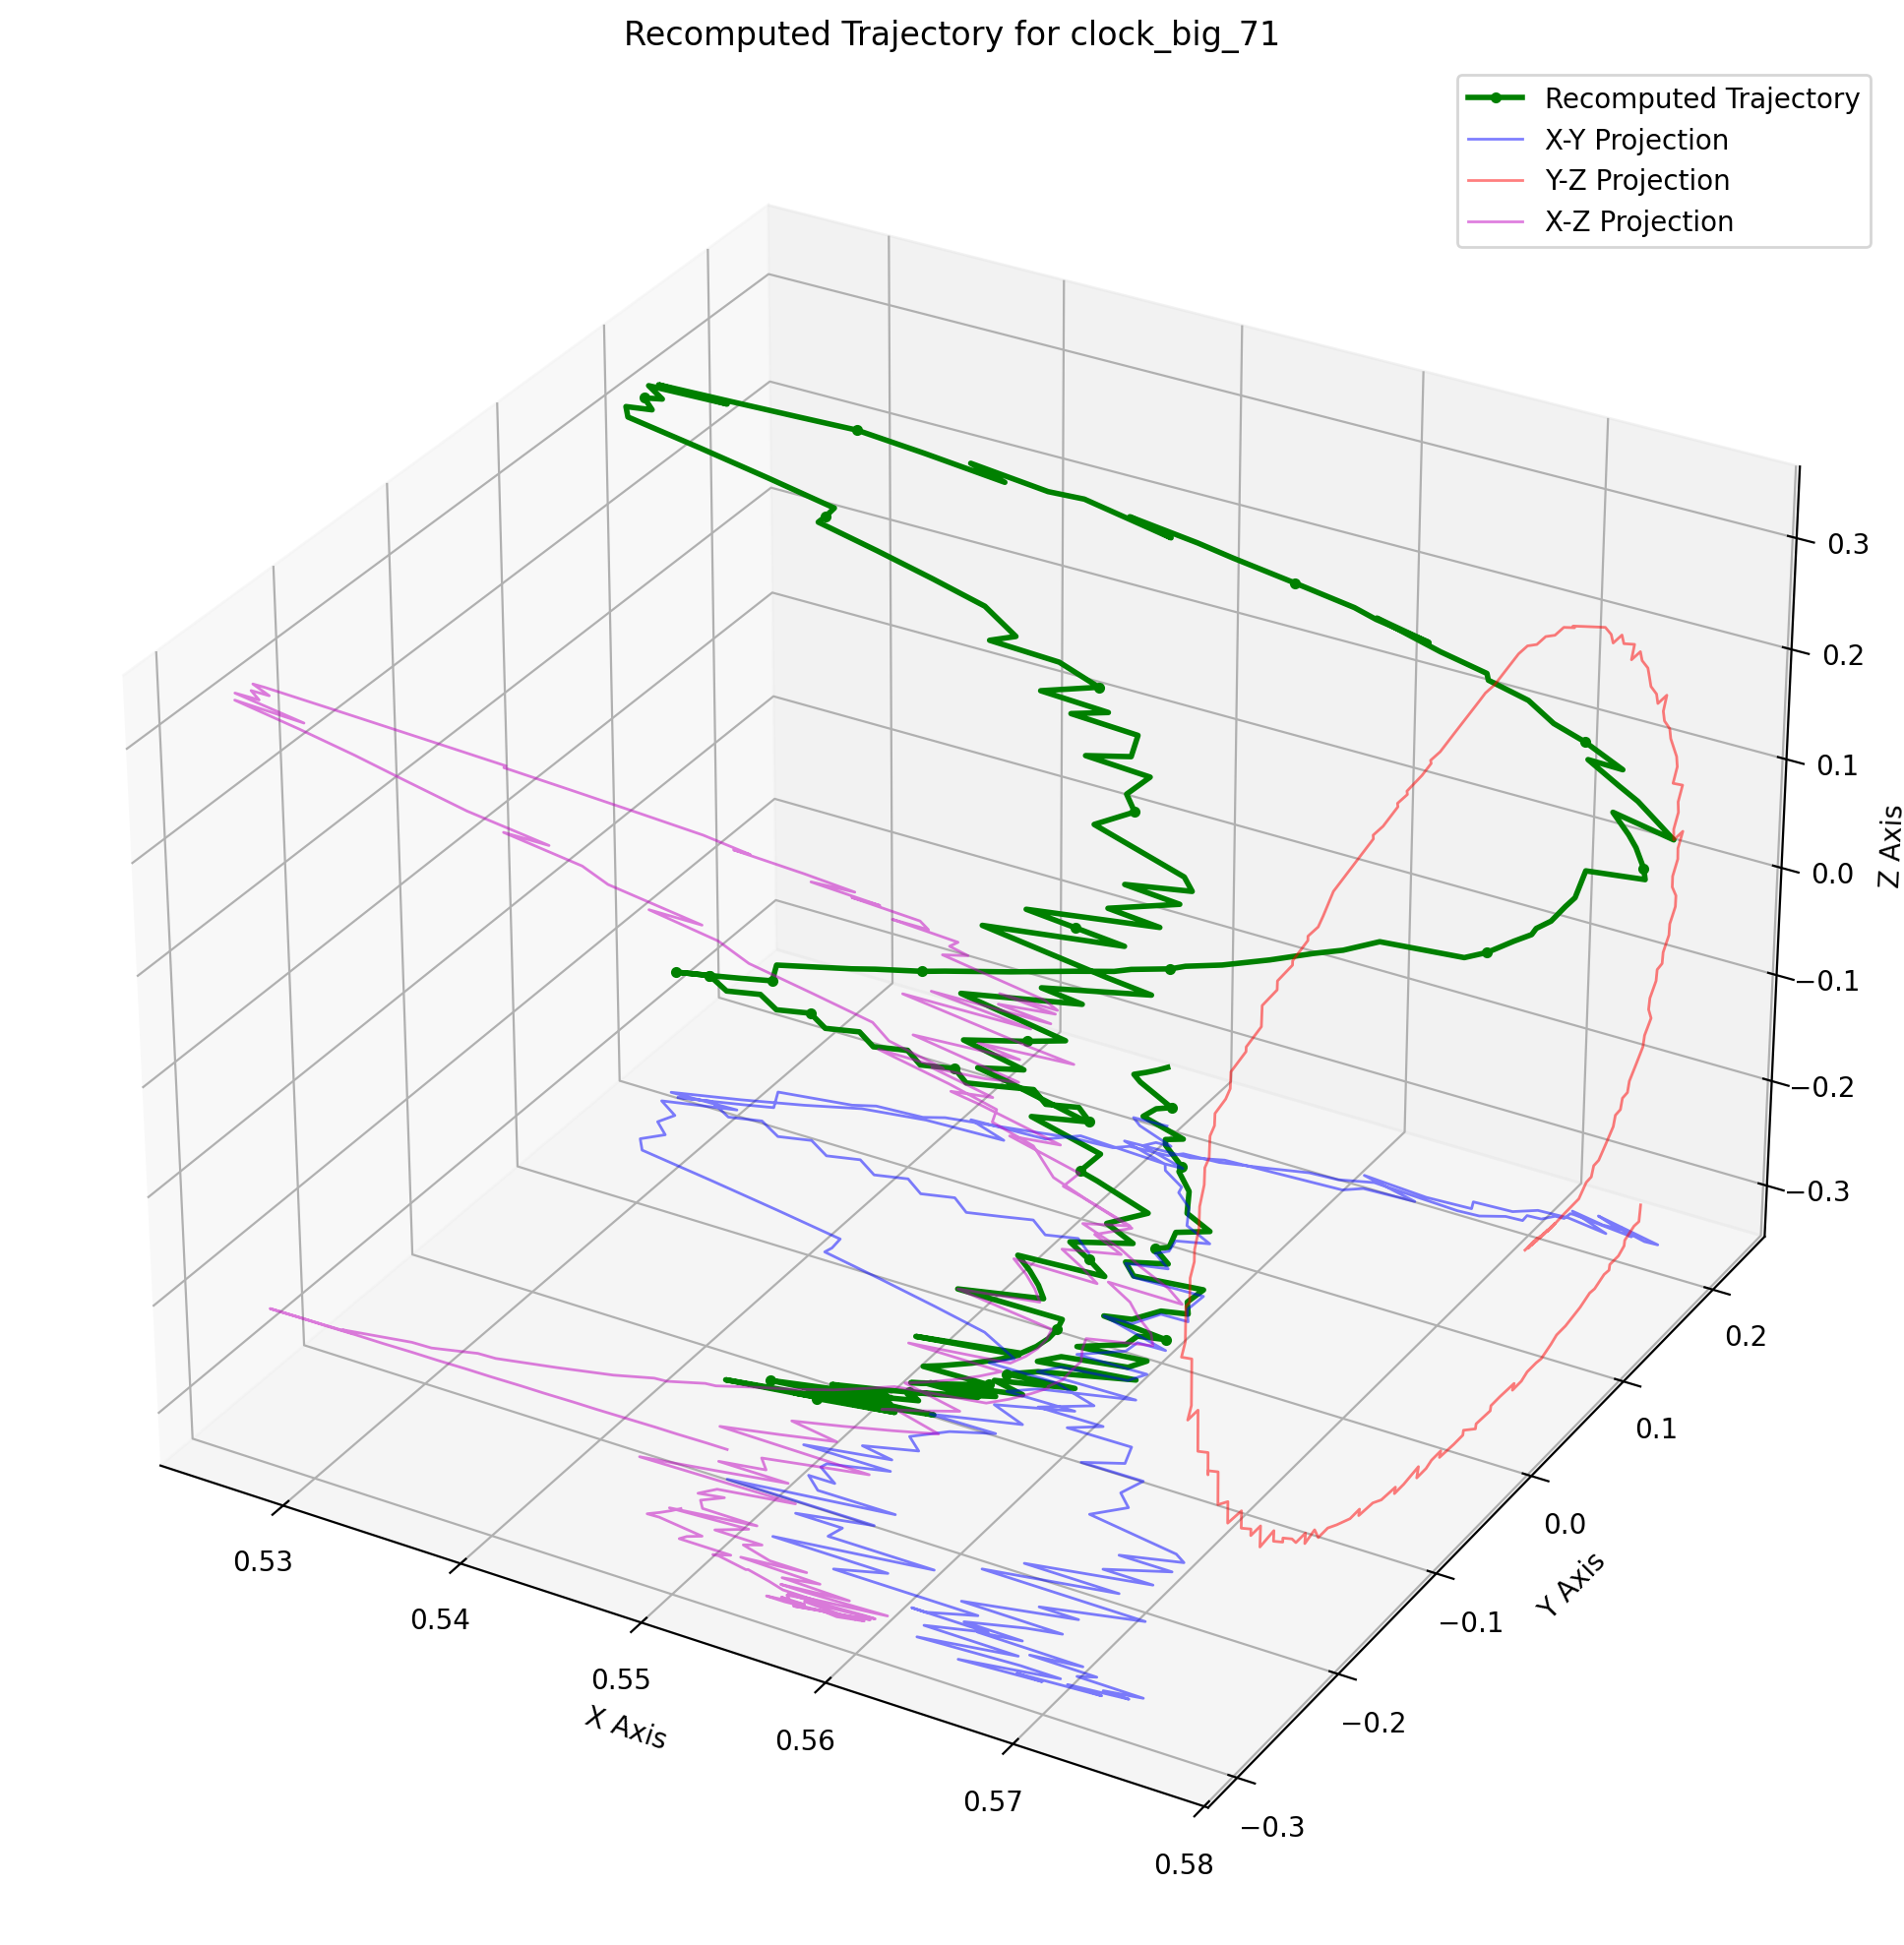 Recomputed Trajectory for clock_big_71
Recomputed Trajectory
X-Y Projection
Y-Z Projection
X-Z Projection
0.3
0.2
0.1
0.0
−0.1
−0.2
−0.3
Z Axis
0.2
0.1
0.0
−0.1
−0.2
−0.3
Y Axis
0.53
0.54
0.55
0.56
0.57
0.58
X Axis